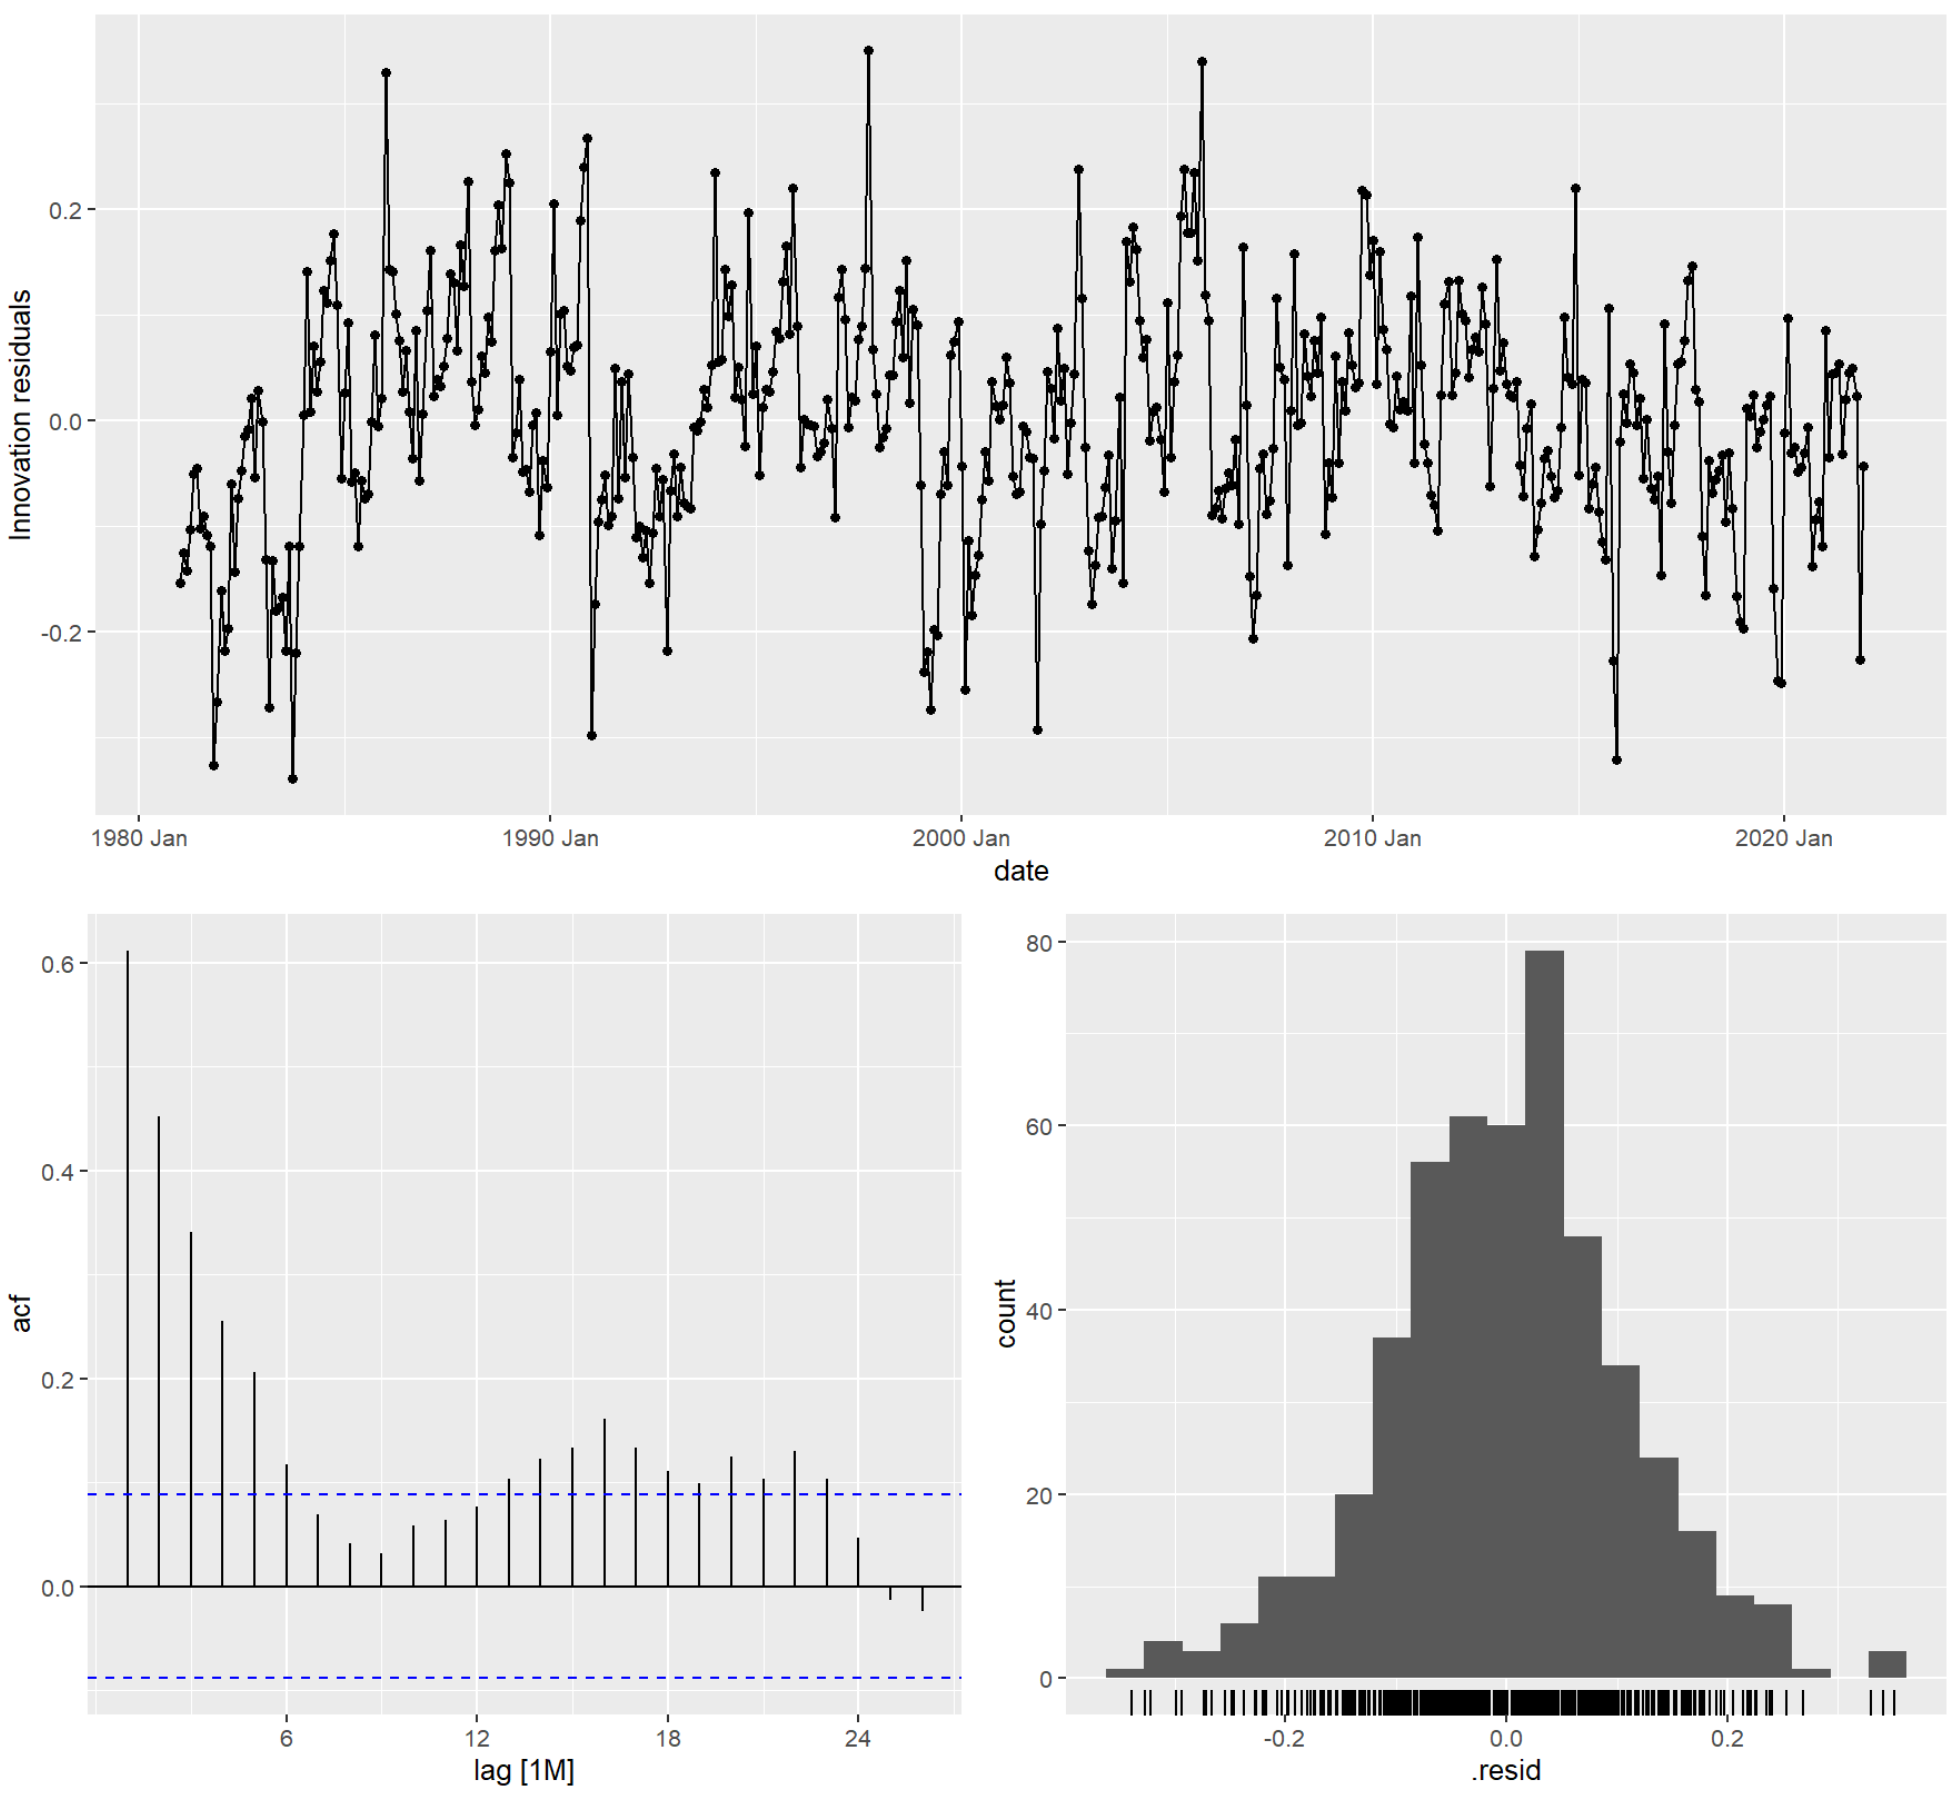 Innovation residuals
0.2
0.0
-0.2
1980 Jan
1990 Jan
2000 Jan
2010 Jan
2020 Jan
date
acf
0.6
0.4
0.2
0.0
6
12
18
24
lag [1M]
count
80
60
40
20
0
-0.2
0.0
0.2
.resid